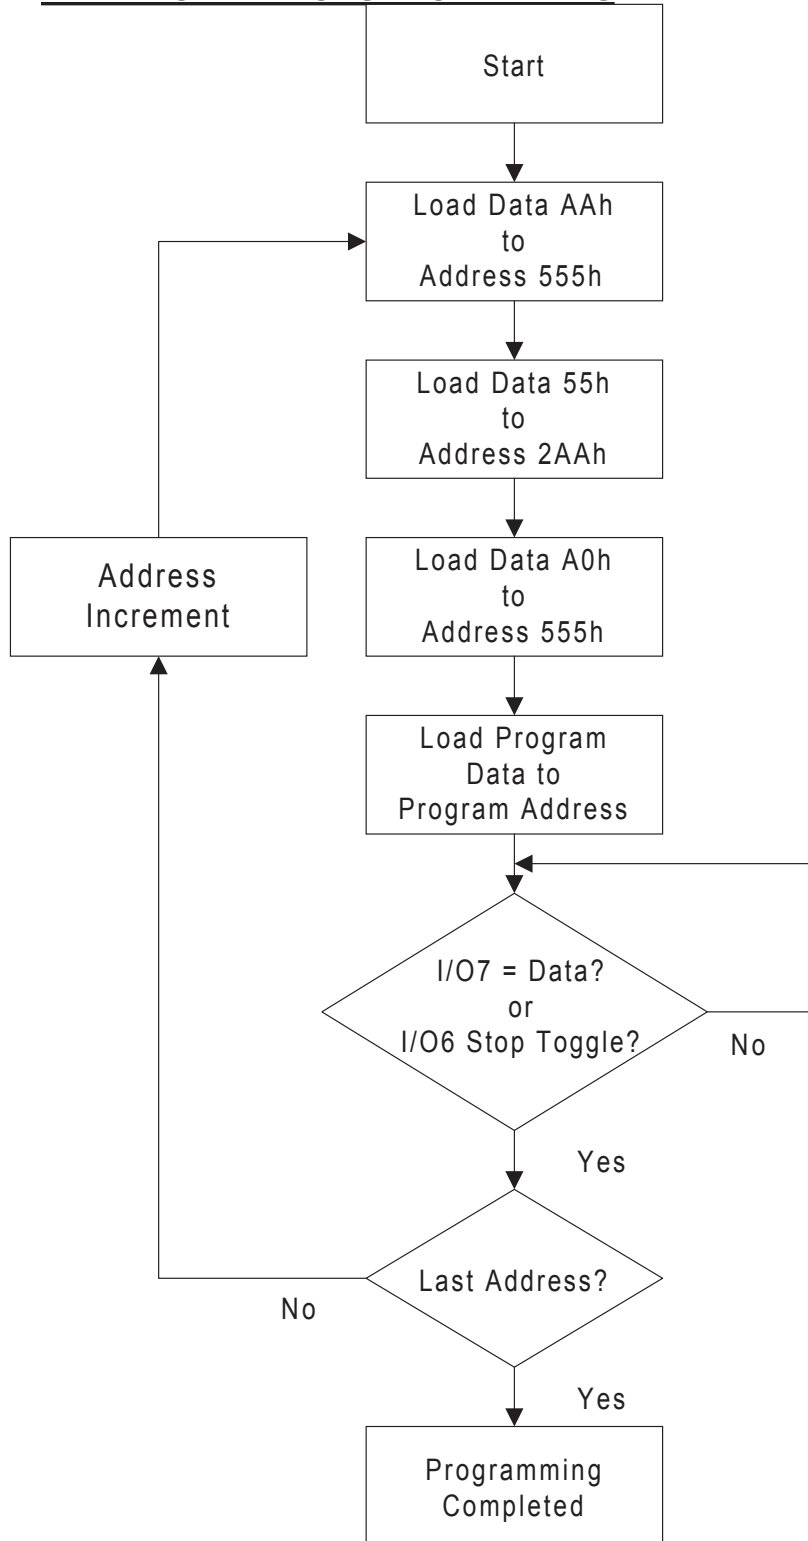 Start
Load Data AAh
to
Address 555h
Load Data 55h
to
Address 2AAh
Load Data A0h
to
Address 555h
Address
Increment
Load Program
Data to
Program Address
I/O7 = Data?
or
I/O6 Stop Toggle?
No
Yes
Last Address?
No
Yes
Programming
Completed